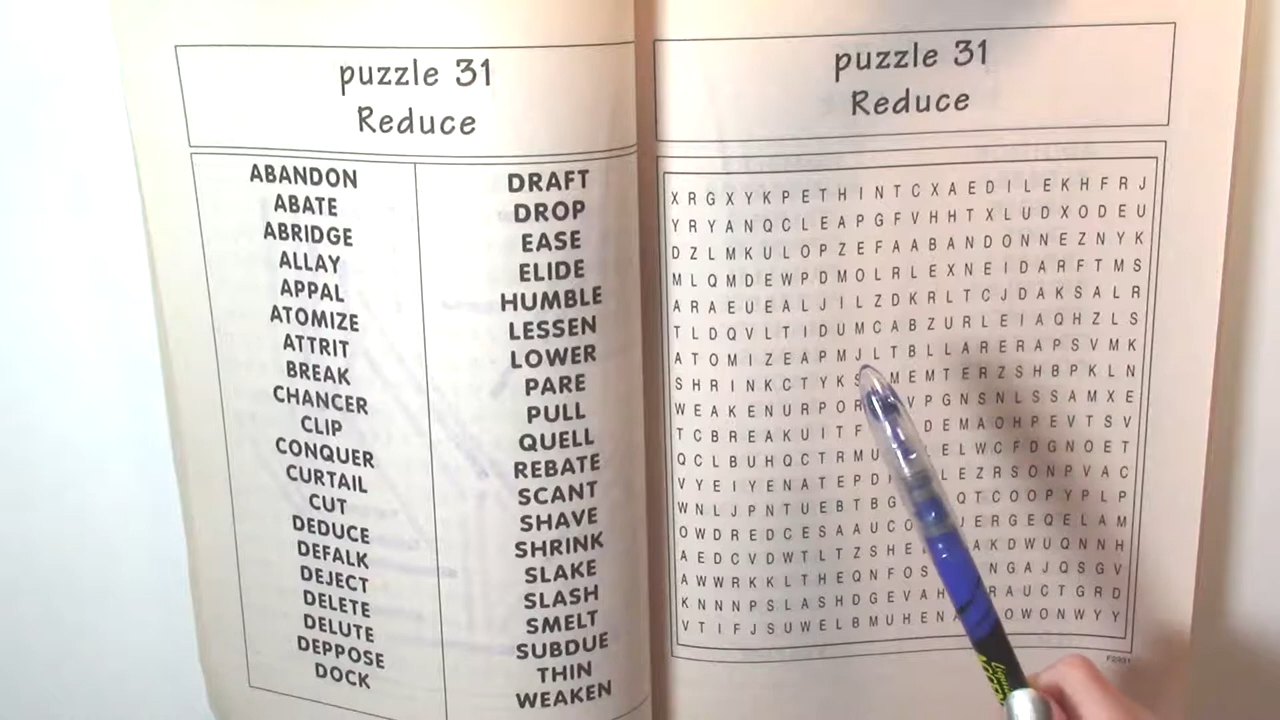 puzzle 31
Reduce
ABANDON
ABATE
ABRIDGE
ALLAY
APPAL
ATOMIZE
ATTRIT
BREAK
CHANCER
CLIP
CONQUER
CURTAIL
CUT
DEDUCE
DEFALK
DEJECT
DELETE
DELUTE
DEPPOSE
DOCK
DRAFT
DROP
EASE
ELIDE
HUMBLE
LESSEN
LOWER
PARE
PULL
QUELL
REBATE
SCANT
SHAVE
SHRINK
SLAKE
SLASH
SMELT
SUBDUE
THIN
WEAKEN
puzzle 31
Reduce
X R G X Y K P E T H I N T C X A E D I L E K H F R J
Y R Y A N Q C L E A P G F V H H T X L U D X O D E U
D Z L M K U L O P Z E F A A B A N D O N N E Z N Y K
M L Q M D E W P D M O L R L E X N E I D A R F T M S
A R A E U E A L J I L Z D K R L T C J D A K S A L R
T L D Q V L T I D U M C A B Z U R L E I A Q H Z L S
A T O M I Z E A P M J L T B L L A R E R A P S V M K
S H R I N K C T Y K S M E M T E R Z S H B P K L N
W E A K E N U R P O R V P G N S N L S S A M X E
T C B R E A K U I T F D E M A O H P E V T S V
Q C L B U H Q C T R M U E L W C F D G N O E T
V Y E I Y E N A T E P D L E Z R S O N P V A C
W N L J P N T U E B T B G Q T C O O P Y P L P
O W D R E D C E S A A U C O J E R G E Q E L A M
A E D C V D W T L T Z S H E A K D W U Q N N H
A W W R K K L T H E Q N F O S N G A J Q S G V
K N N N P S L A S H D G E V A H R A U C T G R D
V T I F J S U W E L B M U H E N O W O N W Y Y
F2931